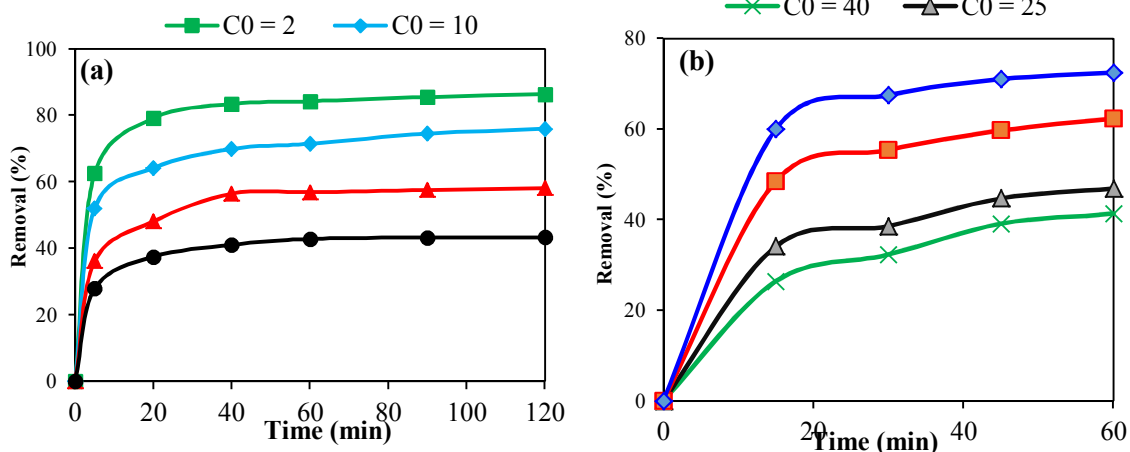 C0 = 2 C0 = 10
(a)
Removal (%)
100
80
60
40
20
0
0 20 40 60 80 100 120
Time (min)
C0 = 40 C0 = 25
(b)
Removal (%)
80
60
40
20
0
0 20 40 60
Time (min)